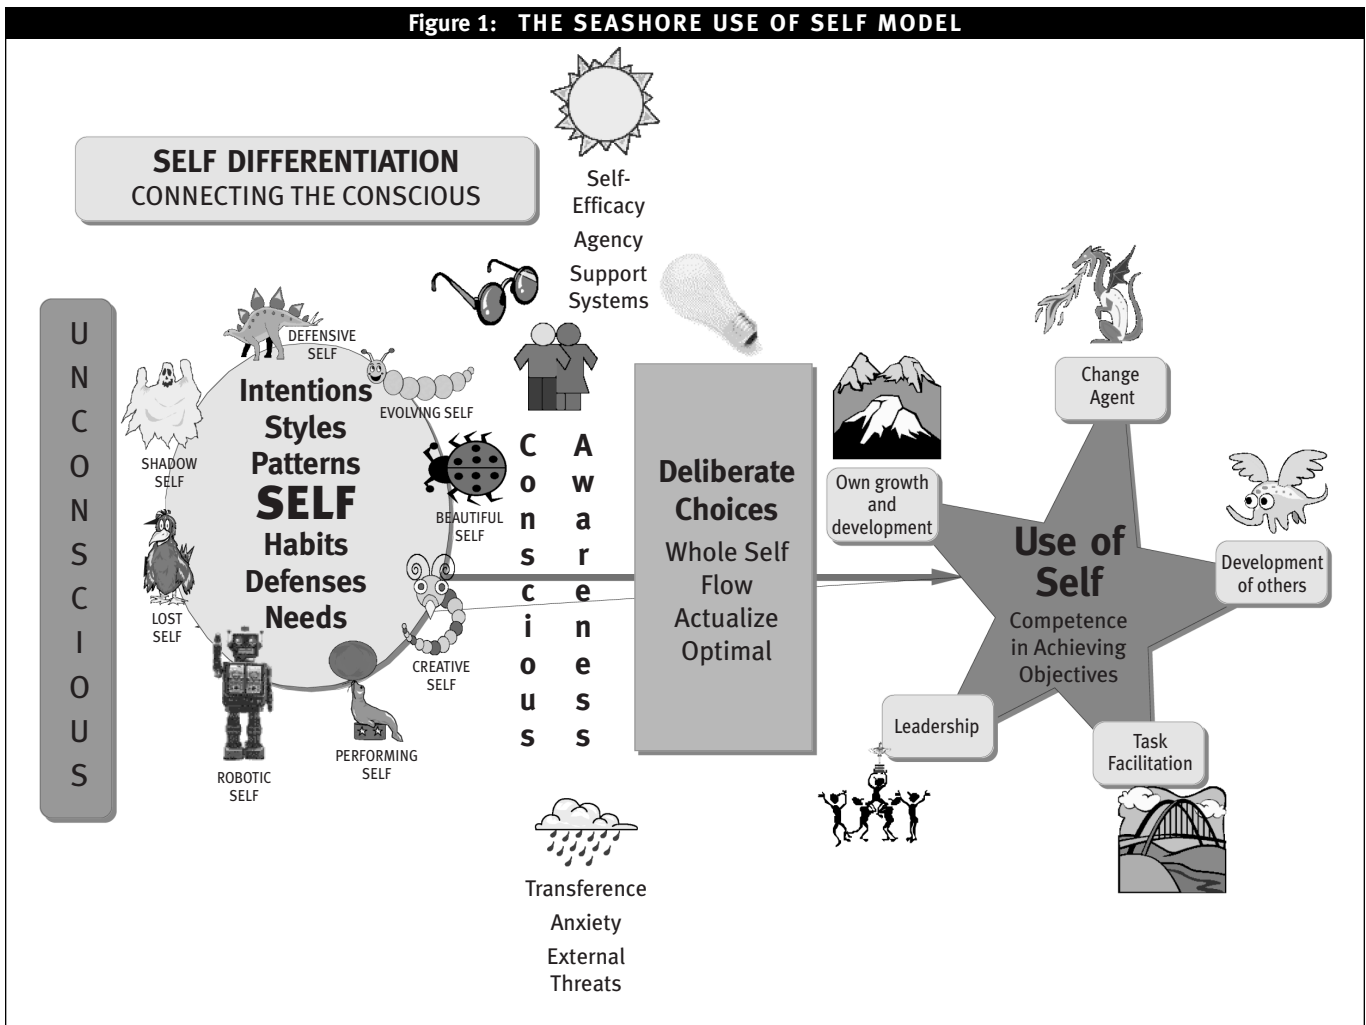 Figure 1: THE SEASHORE USE OF SELF MODEL
SELF DIFFERENTIATION
CONNECTING THE CONSCIOUS
Self-
Efficacy
Agency
Support
Systems
UNCONSCIOUS
DEFENSIVE
SELF
EVOLVING SELF
SHADOW
SELF
BEAUTIFUL
SELF
LOST
SELF
CREATIVE
SELF
PERFORMING
SELF
ROBOTIC
SELF
Intentions
Styles
Patterns
SELF
Habits
Defenses
Needs
Conscious
Awareness
Deliberate
Choices
Whole Self
Flow
Actualize
Optimal
Transference
Anxiety
External
Threats
Change
Agent
Own growth
and
development
Development
of others
Use of
Self
Competence
in Achieving
Objectives
Leadership
Task
Facilitation